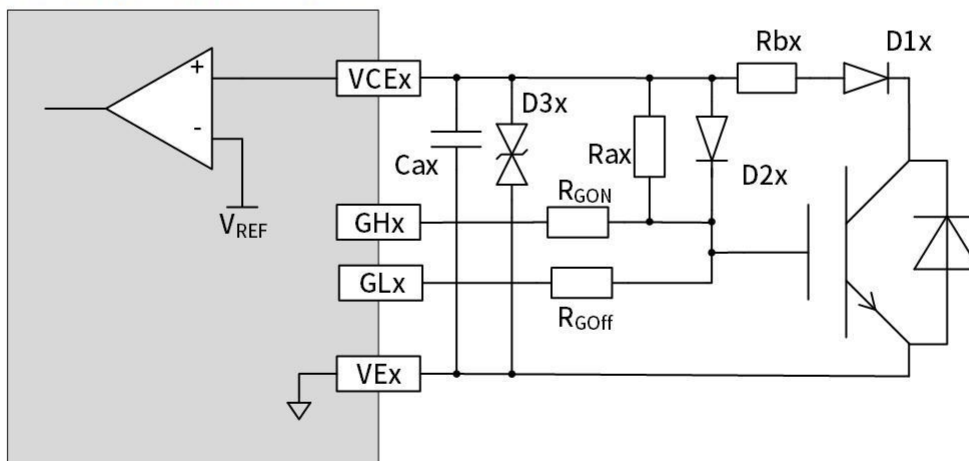 Rbx
D1x
+
VCEx
D3x
-
Cax
Rax
D2x
VREF
GHx
RGON
GLx
RGOff
VEx